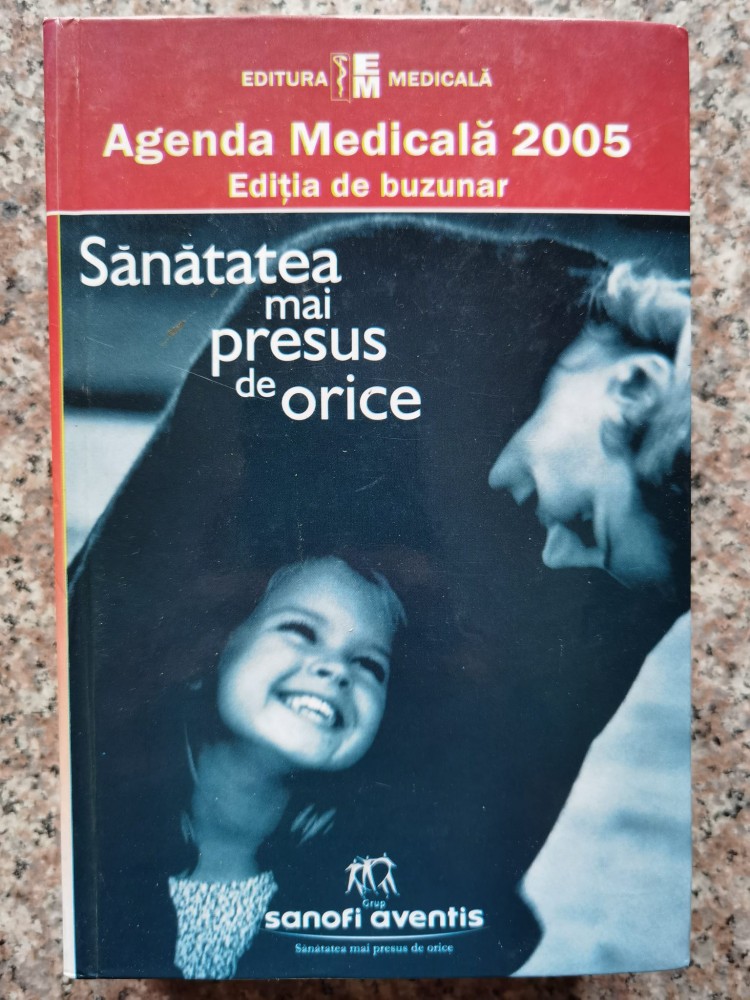 EDITURA EM MEDICALĂ
Agenda Medicală 2005
Ediția de buzunar
Sănătatea
mai
presus
de orice
Grup
sanofi aventis
Sănătatea mai presus de orice